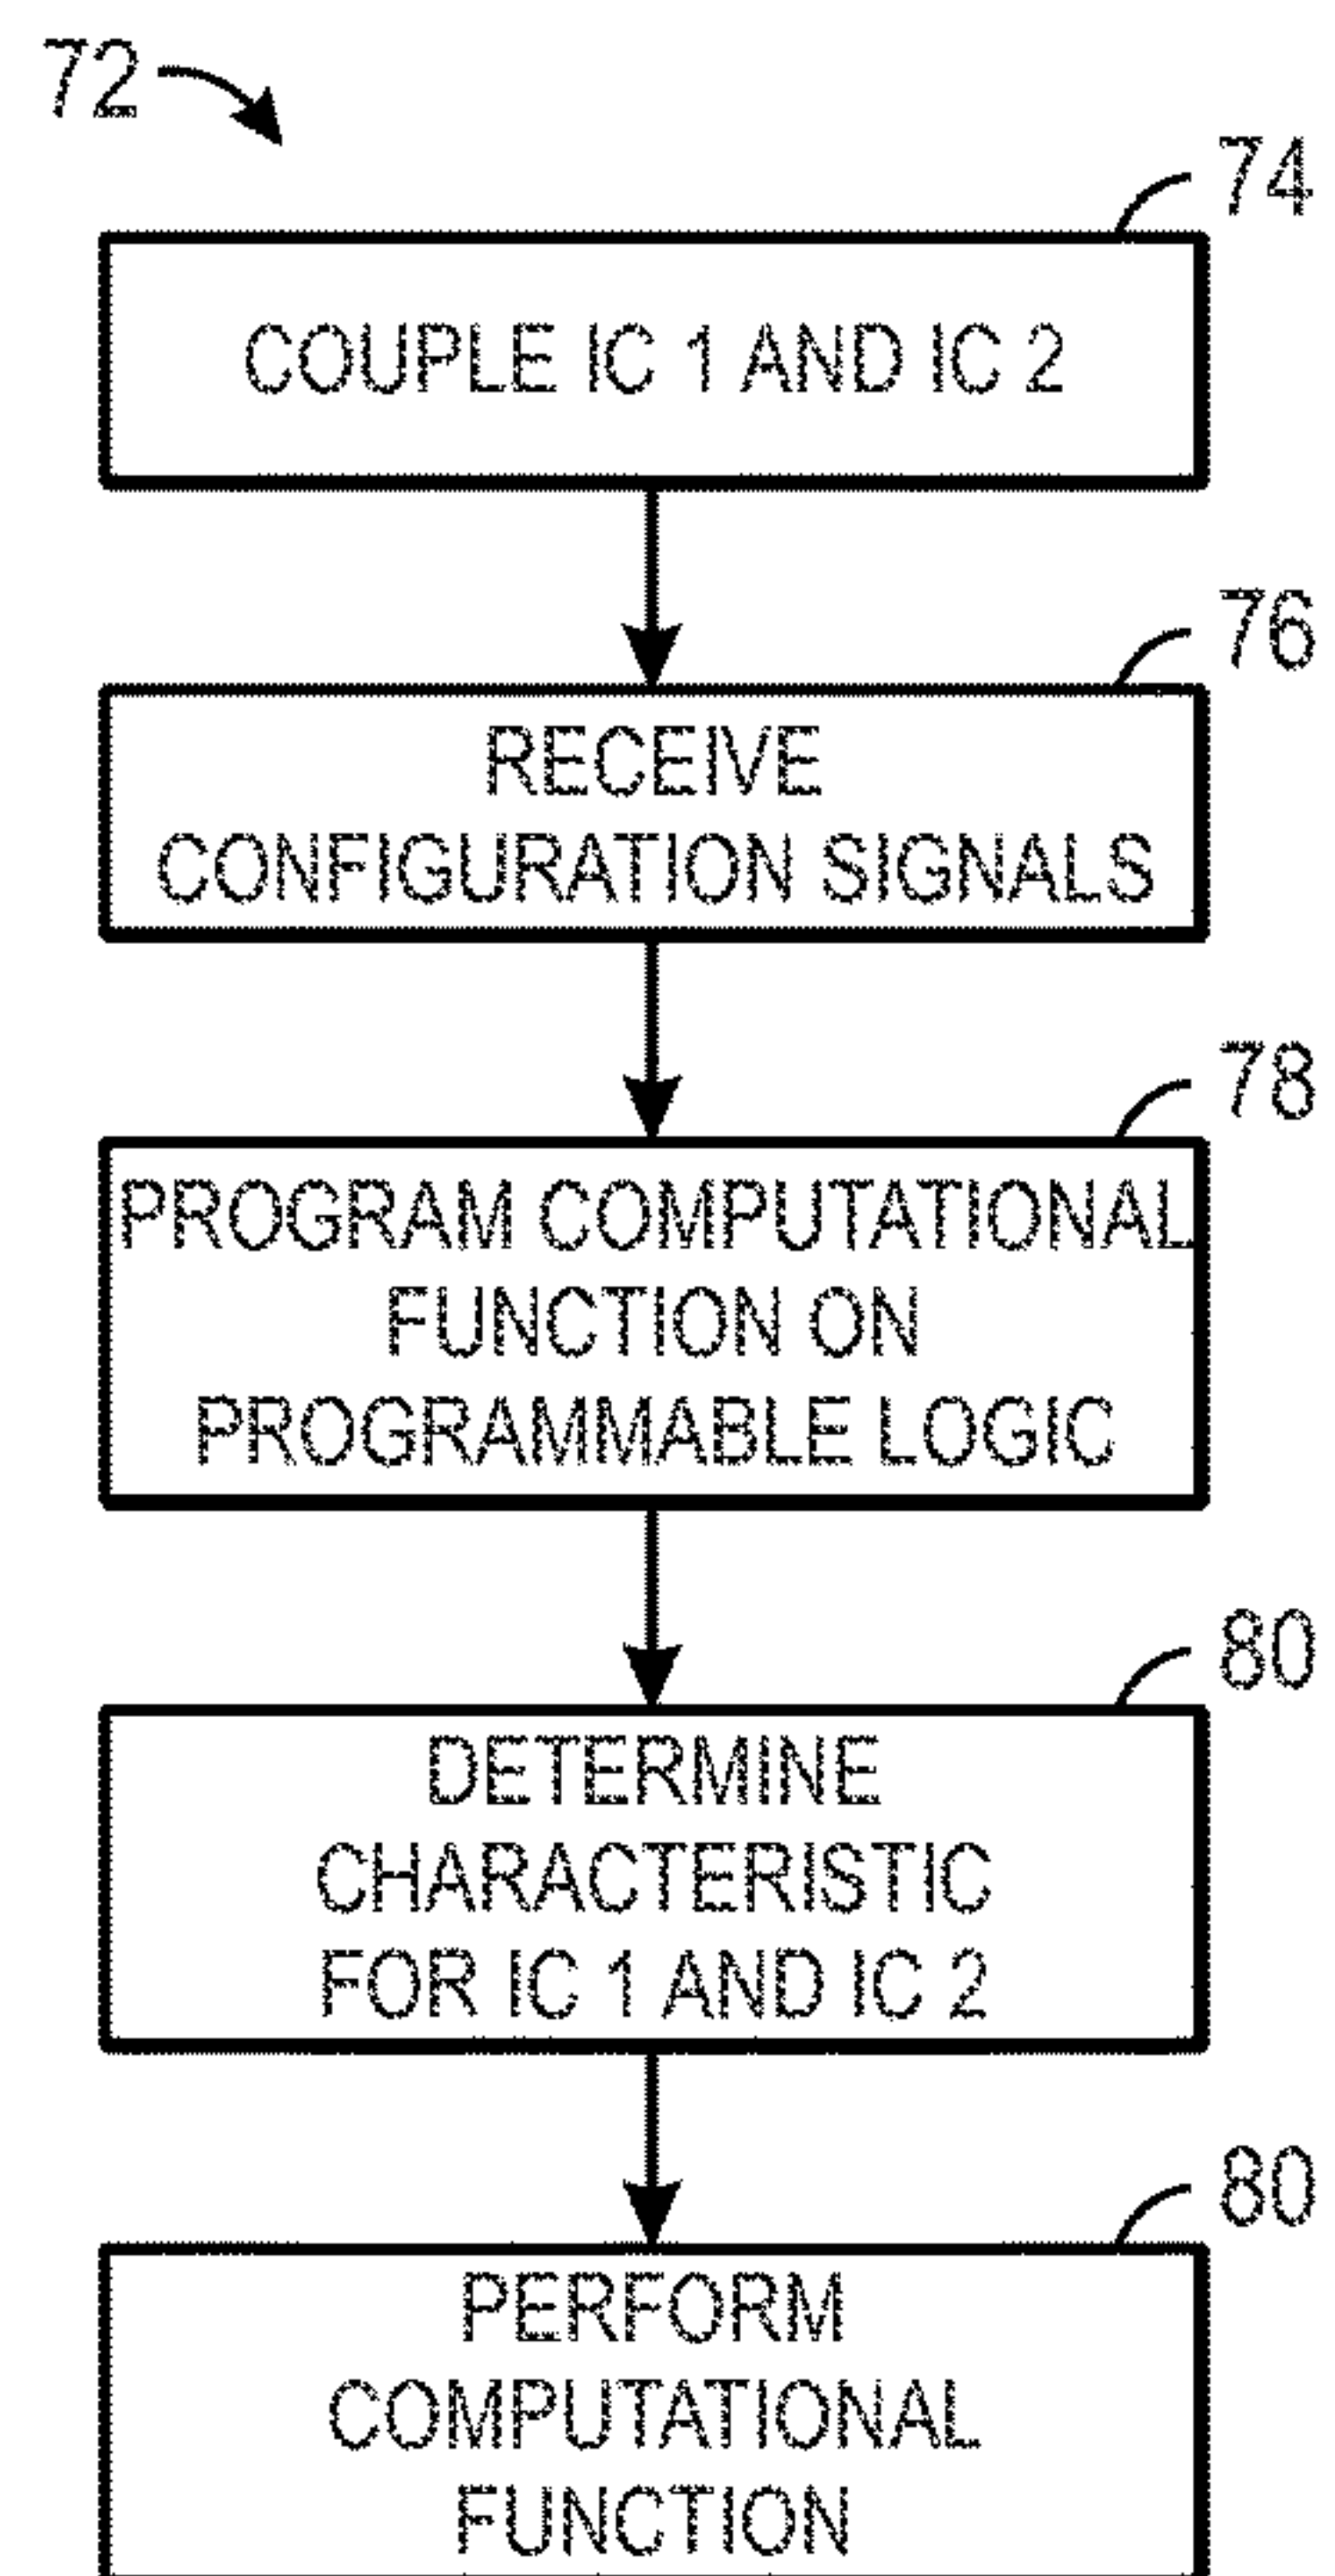 72
74
COUPLE IC 1 AND IC 2
76
RECEIVE
CONFIGURATION SIGNALS
78
PROGRAM COMPUTATIONAL
FUNCTION ON
PROGRAMMABLE LOGIC
80
DETERMINE
CHARACTERISTIC
FOR IC 1 AND IC 2
80
PERFORM
COMPUTATIONAL
FUNCTION